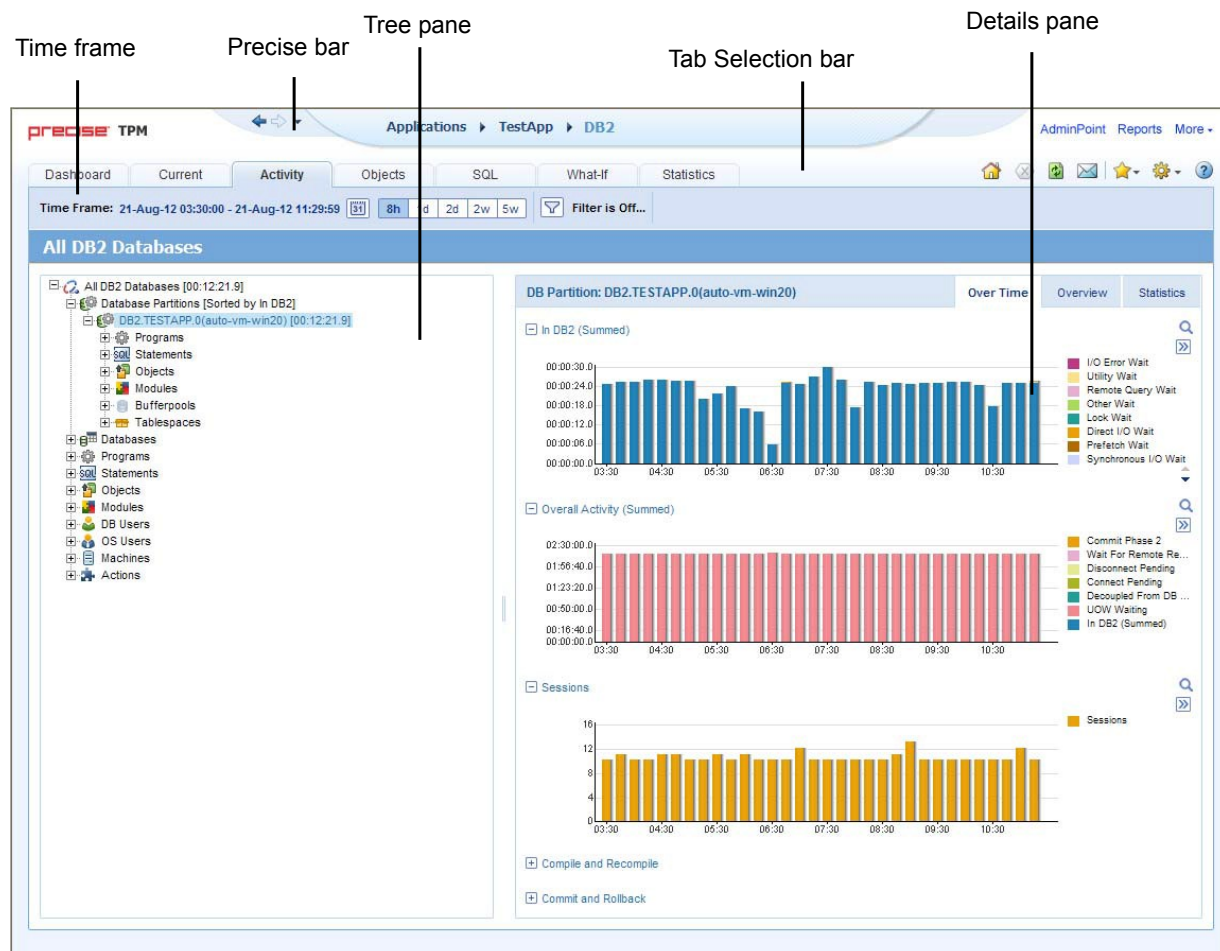 Time frame
Precise bar
Tree pane
Tab Selection bar
Details pane
precise TPM
Applications TestApp DB2
AdminPoint Reports More
Dashboard Current Activity Objects SQL What-If Statistics
Time Frame: 21-Aug-12 03:30:00 - 21-Aug-12 11:29:59 31 8h 2d 2w 5w Filter is Off...
All DB2 Databases
All DB2 Databases [00:12:21.9]
Database Partitions [Sorted by In DB2]
DB2.TESTAPP.0(auto-vm-win20) [00:12:21.9]
Programs
SQL Statements
Objects
Modules
Bufferpools
Tablespaces
Databases
Programs
SQL Statements
Objects
Modules
DB Users
OS Users
Machines
Actions
DB Partition: DB2.TESTAPP.0(auto-vm-win20)
Over Time Overview Statistics
In DB2 (Summed)
00:00:30.0
00:00:24.0
00:00:18.0
00:00:12.0
00:00:06.0
00:00:00.0
03:30 04:30 05:30 06:30 07:30 08:30 09:30 10:30
I/O Error Wait
Utility Wait
Remote Query Wait
Other Wait
Lock Wait
Direct I/O Wait
Prefetch Wait
Synchronous I/O Wait
Overall Activity (Summed)
02:30:00.0
01:56:40.0
01:23:20.0
00:50:00.0
00:16:40.0
00:00:00.0
03:30 04:30 05:30 06:30 07:30 08:30 09:30 10:30
Commit Phase 2
Wait For Remote Re...
Disconnect Pending
Connect Pending
Decoupled From DB ...
UOW Waiting
In DB2 (Summed)
Sessions
16
12
8
4
0
03:30 04:30 05:30 06:30 07:30 08:30 09:30 10:30
Sessions
Compile and Recompile
Commit and Rollback